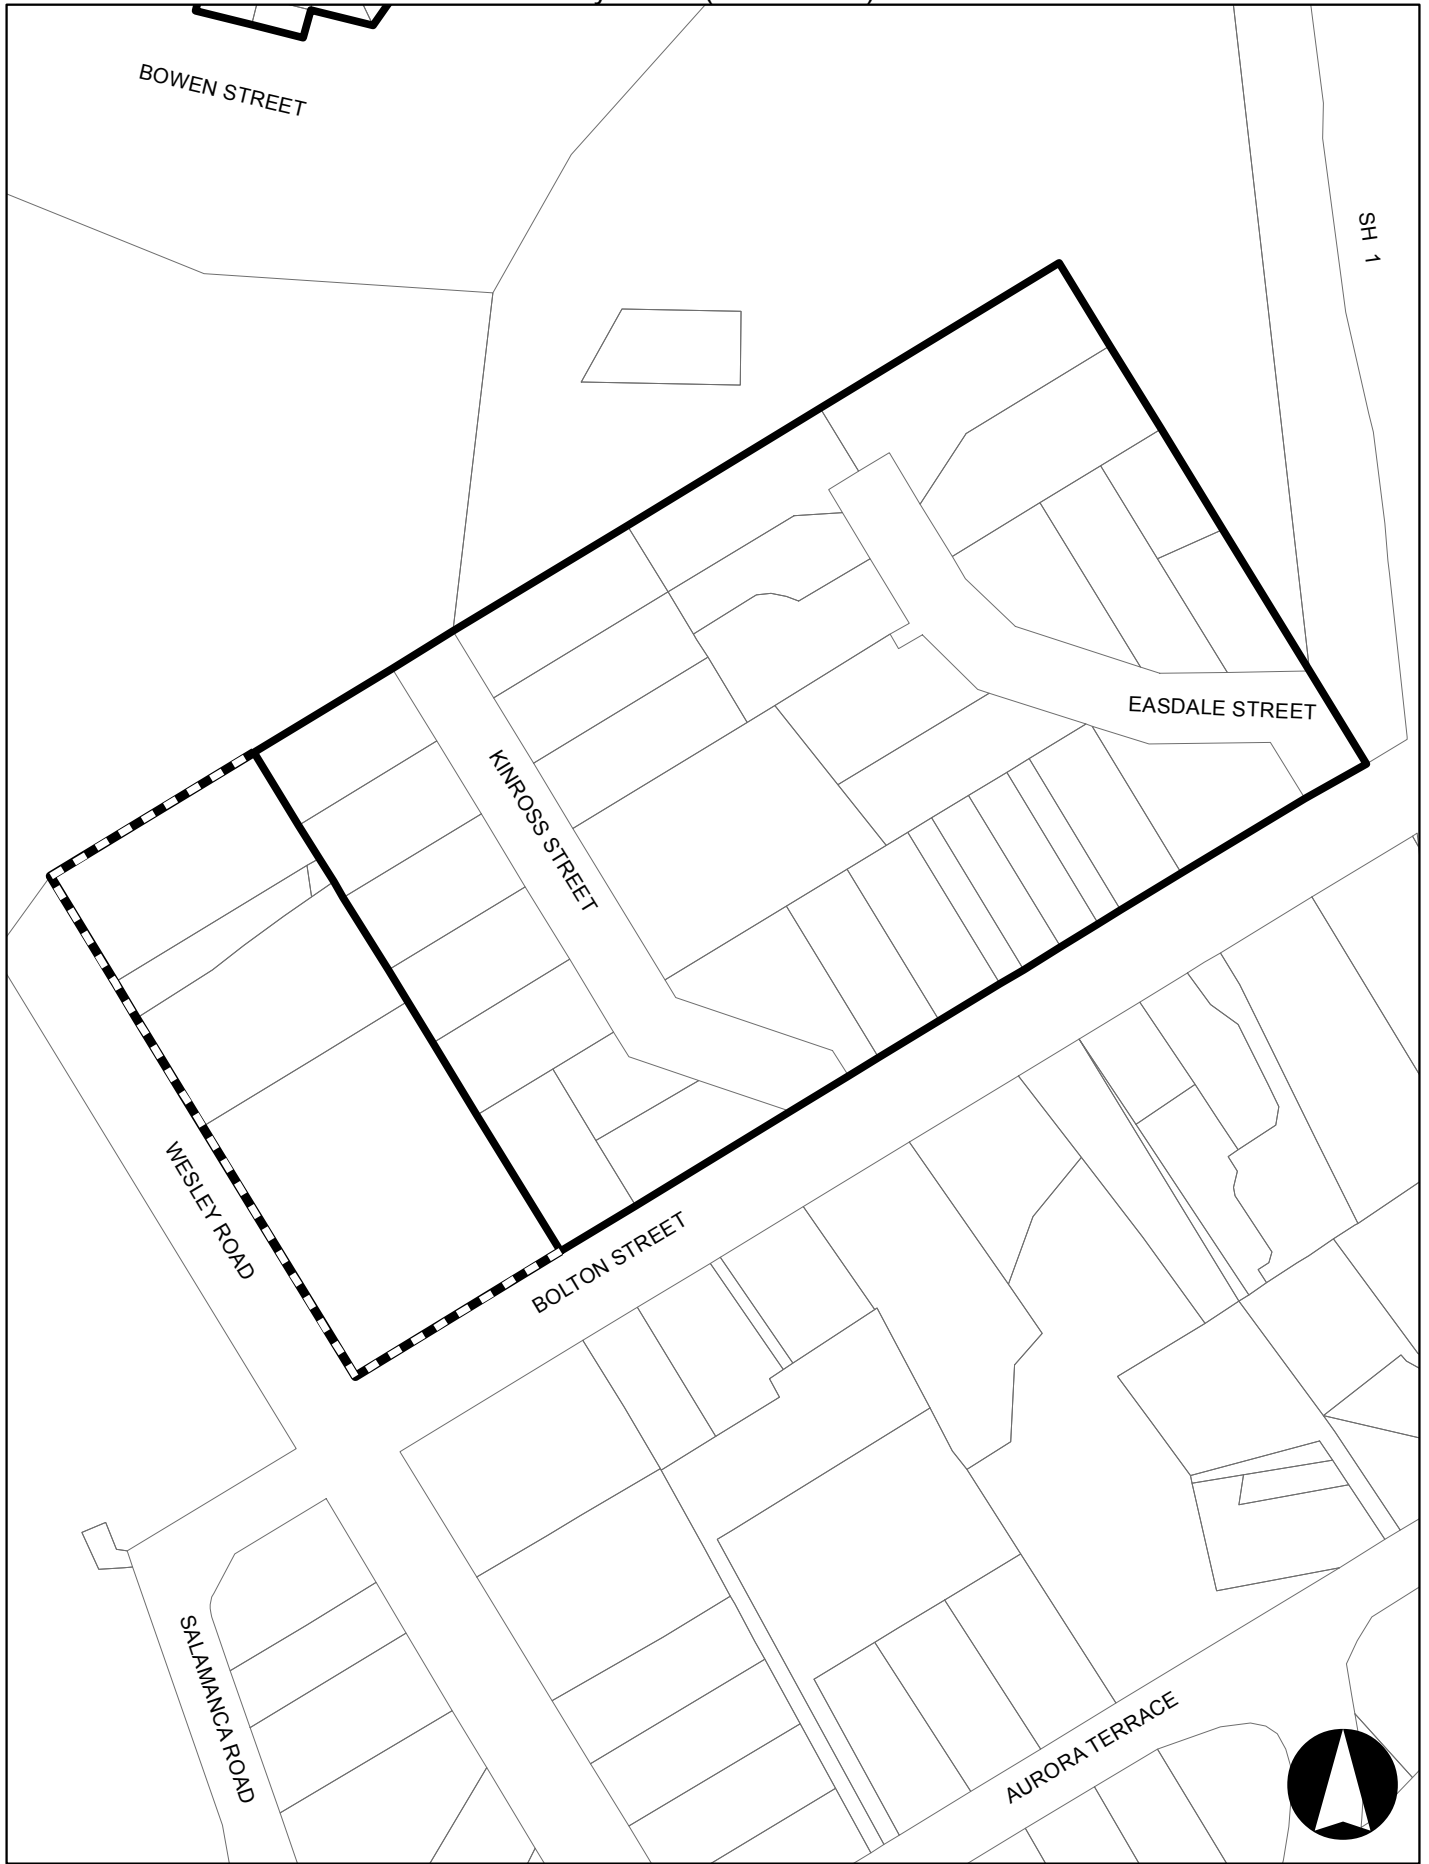 BOWEN STREET
SH 1
EASDALE STREET
KINROSS STREET
WESLEY ROAD
BOLTON STREET
SALAMANCA ROAD
AURORA TERRACE